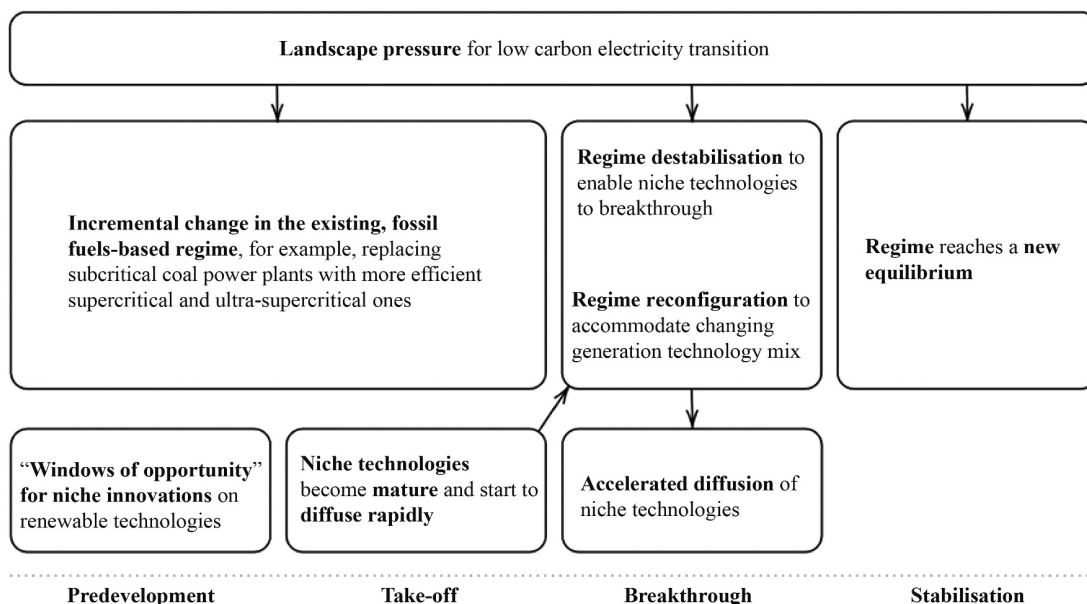 Landscape pressure for low carbon electricity transition
Incremental change in the existing, fossil
fuels-based regime, for example, replacing
subcritical coal power plants with more efficient
supercritical and ultra-supercritical ones
Regime destabilisation to
enable niche technologies
to breakthrough
Regime reconfiguration to
accommodate changing
generation technology mix
Regime reaches a new
equilibrium
“Windows of opportunity”
for niche innovations on
renewable technologies
Niche technologies
become mature and start to
diffuse rapidly
Accelerated diffusion of
niche technologies
Predevelopment
Take-off
Breakthrough
Stabilisation